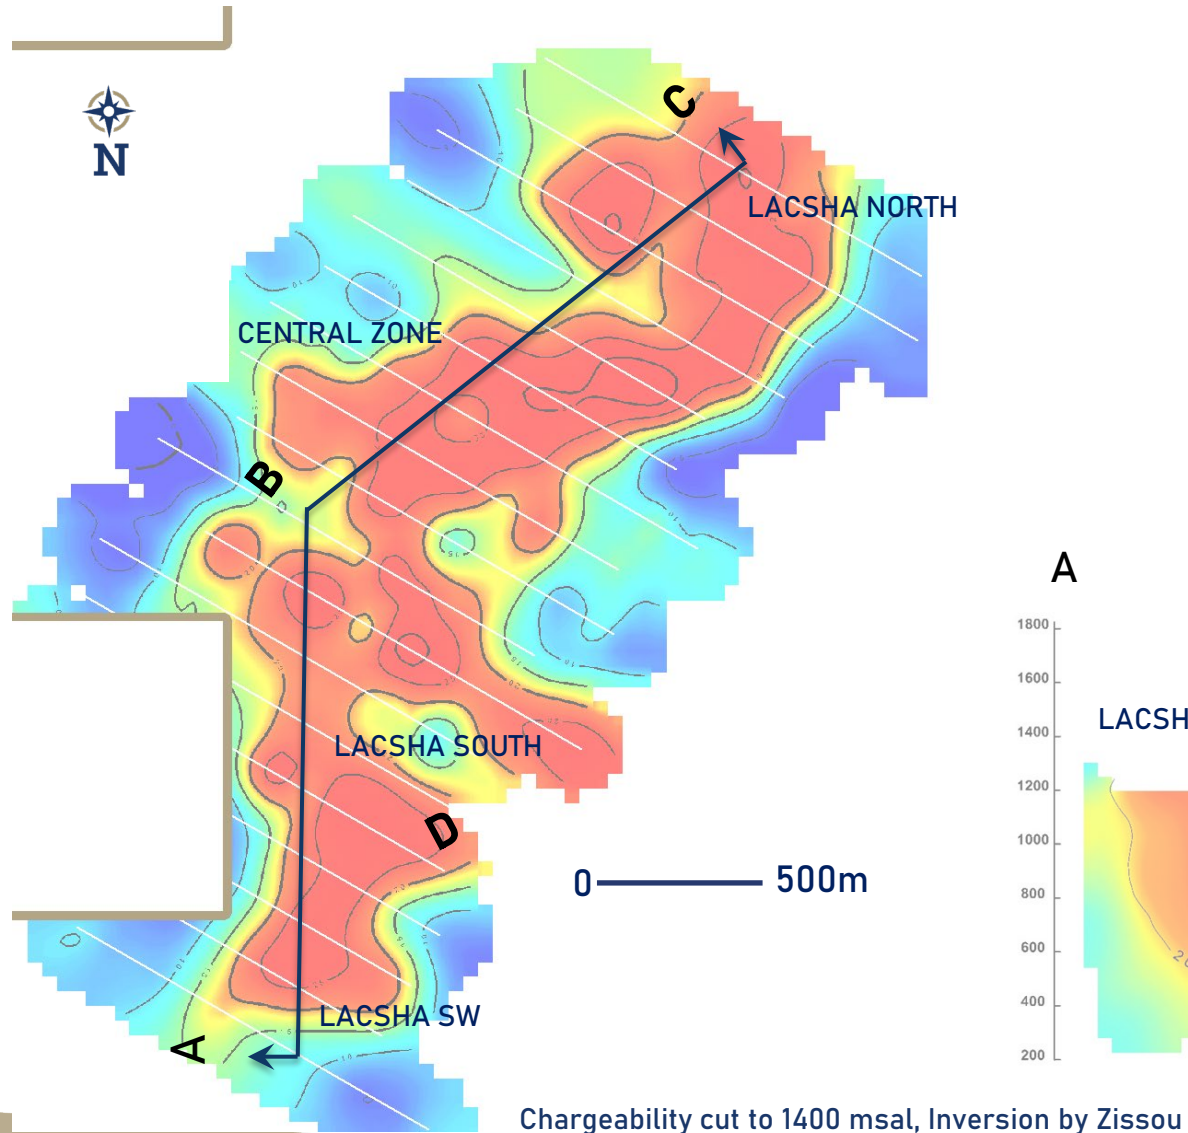 N
C
LACSHA NORTH
CENTRAL ZONE
B
A
1800
1600
LACSH
1400
LACSHA SOUTH
1200
D
1000
0 500m
800
600
400
LACSHA SW
A
200
Chargeability cut to 1400 msal, Inversion by Zissou